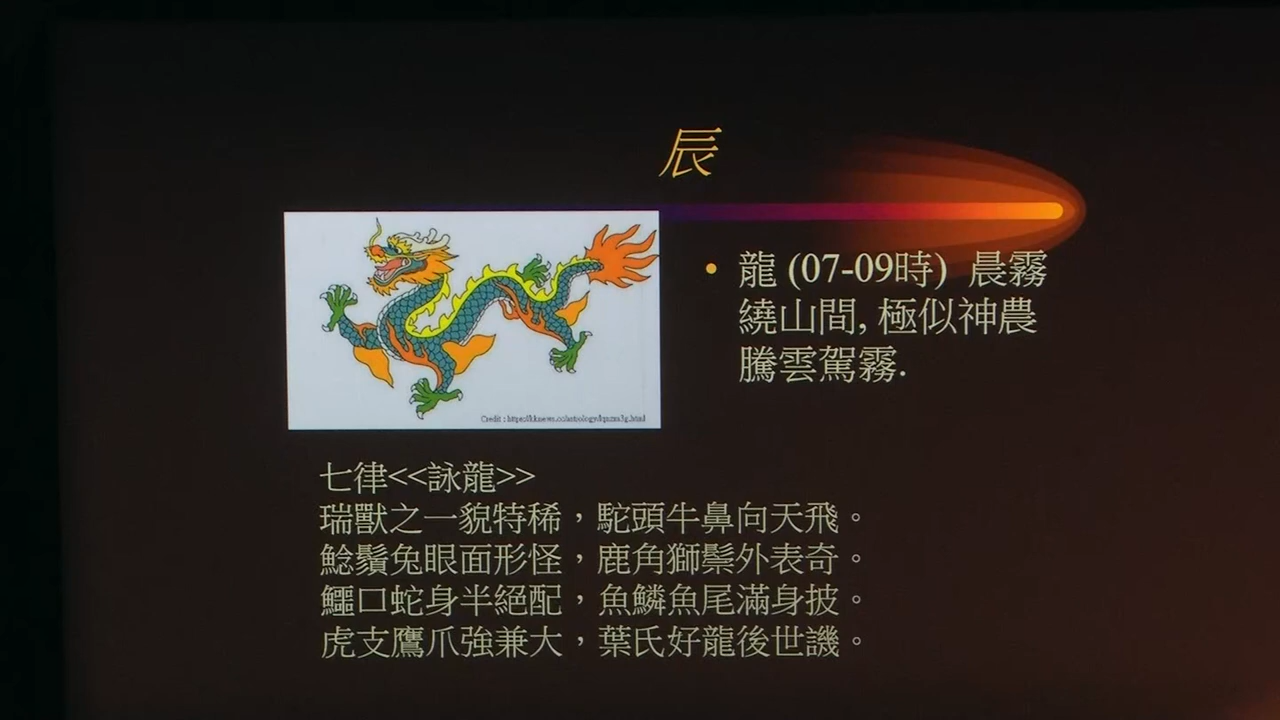 辰
• 龍 (07-09時) 晨霧
繞山間, 極似神農
騰雲駕霧.
七律<<詠龍>>
瑞獸之一貌特稀，駝頭牛鼻向天飛。
鯰鬚兔眼面形怪，鹿角獅鬃外表奇。
鱷口蛇身半絕配，魚鱗魚尾滿身披。
虎支鷹爪強兼大，葉氏好龍後世譏。